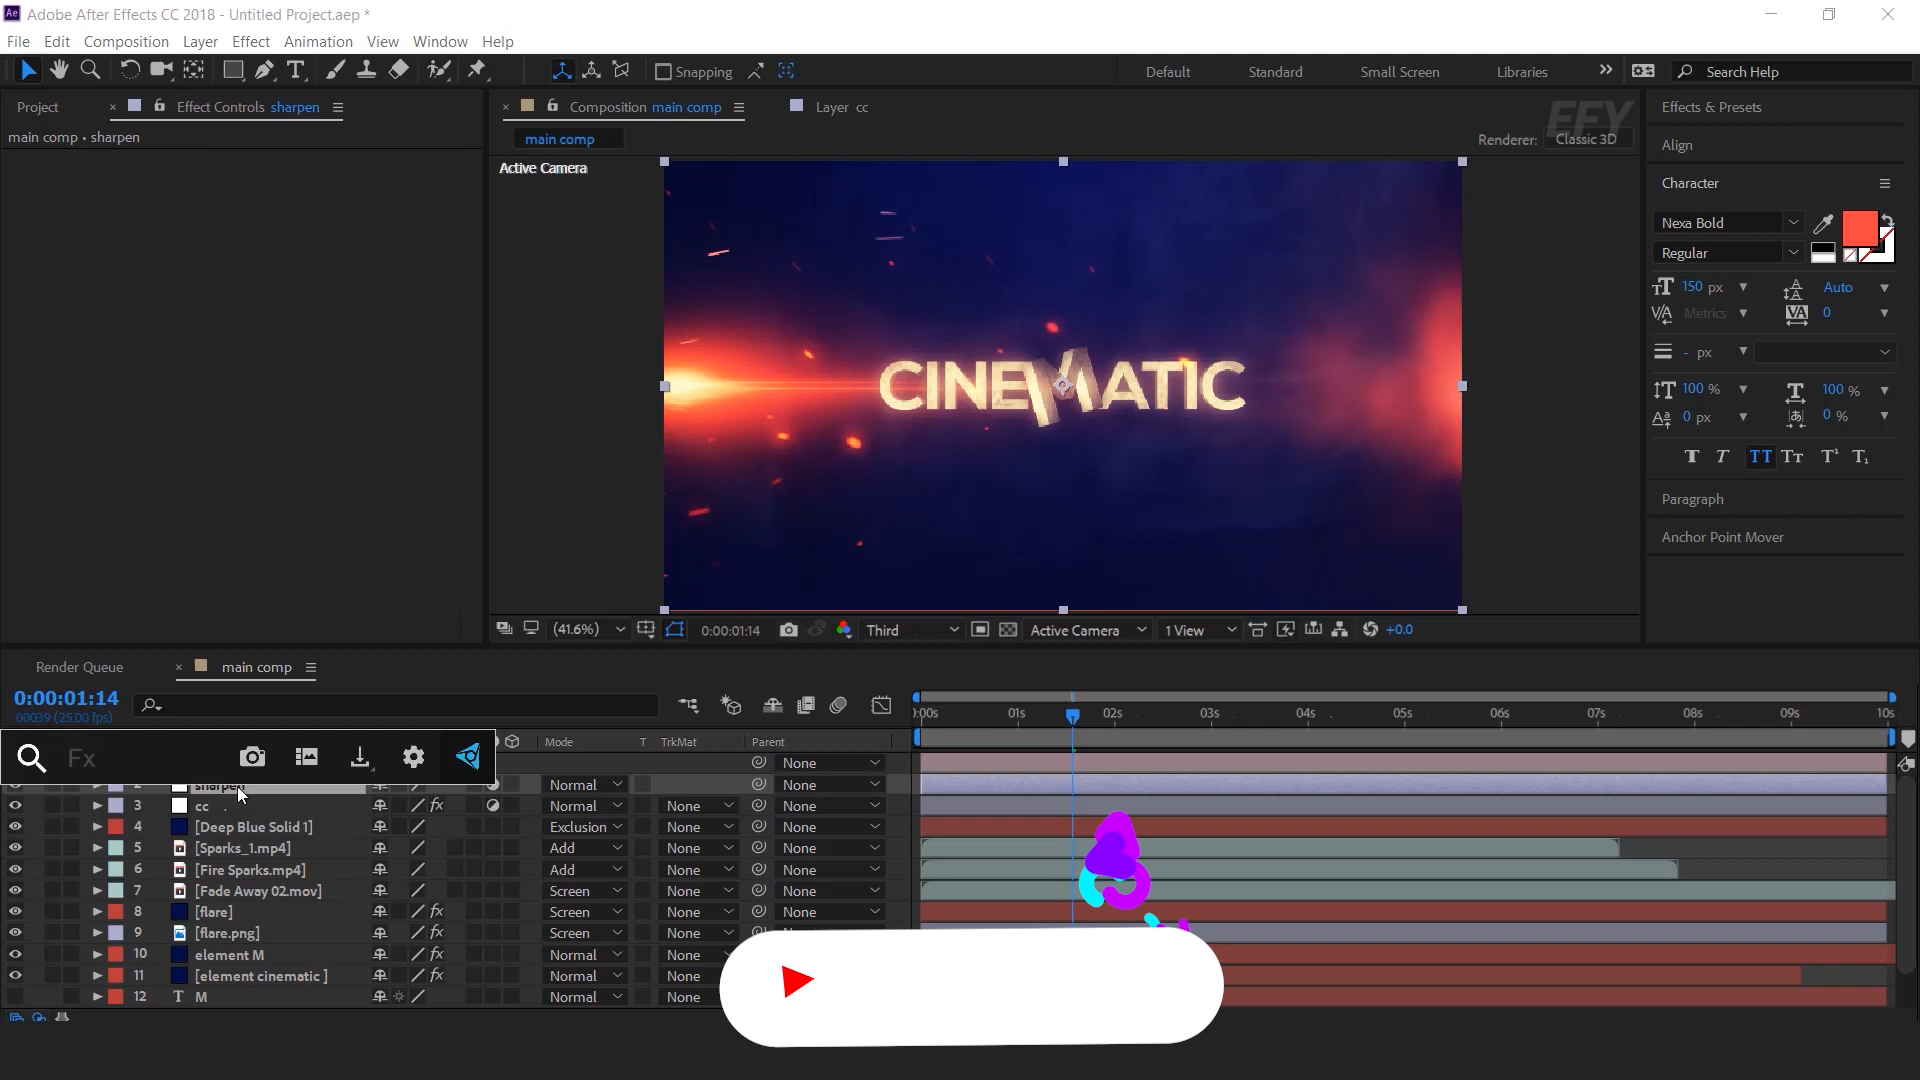 Ae Adobe After Effects CC 2018 - Untitled Project.aep *
File Edit Composition Layer Effect Animation View Window Help
Snapping Default Standard Small Screen Libraries Search Help
Project Effect Controls sharpen Composition main comp Layer cc Effects & Presets
main comp • sharpen main comp EFY Renderer: Classic 3D
Align
Active Camera
Character
Nexa Bold
Regular
150 px Auto
Metrics 0
- px
100 % 100 %
0 px 0 %
Paragraph
Anchor Point Mover
CINEMATIC
(41.6%) 0:00:01:14 Third Active Camera 1 View +0.0
Render Queue main comp
0:00:01:14
00039 (25.00 fps)
:00s 01s 02s 03s 04s 05s 06s 07s 08s 09s 10s
Fx Mode T TrkMat Parent
None
sharpen Normal None
3 cc fx Normal None None
4 [Deep Blue Solid 1] Exclusion None None
5 [Sparks_1.mp4] Add None None
6 [Fire Sparks.mp4] Add None None
7 [Fade Away 02.mov] Screen None None
8 [flare] fx Screen None None
9 [flare.png] fx Screen None
10 element M fx Normal None
11 [element cinematic ] fx Normal None
12 T M Normal None